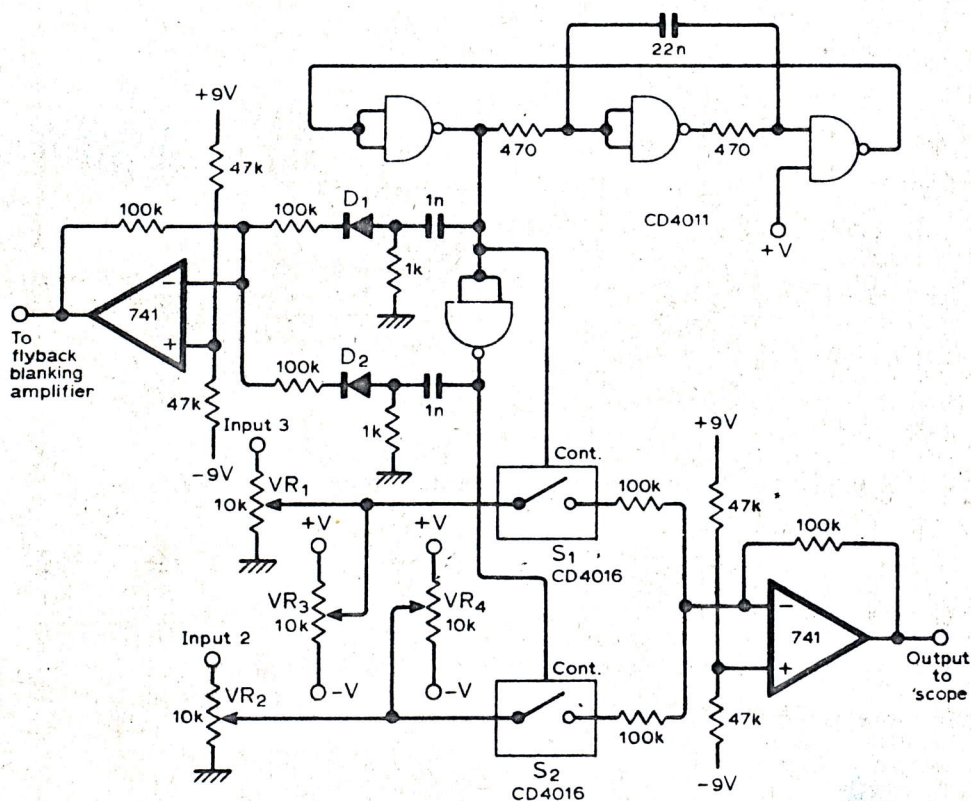 22n
470
470
CD4011
+V
+9V
47k
100k
100k
D1
1n
1k
741
−
+
To
flyback
blanking
amplifier
47k
−9V
100k
D2
1n
1k
Input 3
VR1
10k
Cont.
S1
CD4016
100k
+9V
47k
100k
+V
+V
VR3
10k
VR4
10k
−V
−V
Input 2
VR2
10k
Cont.
S2
CD4016
100k
741
−
+
Output
to
'scope
47k
−9V